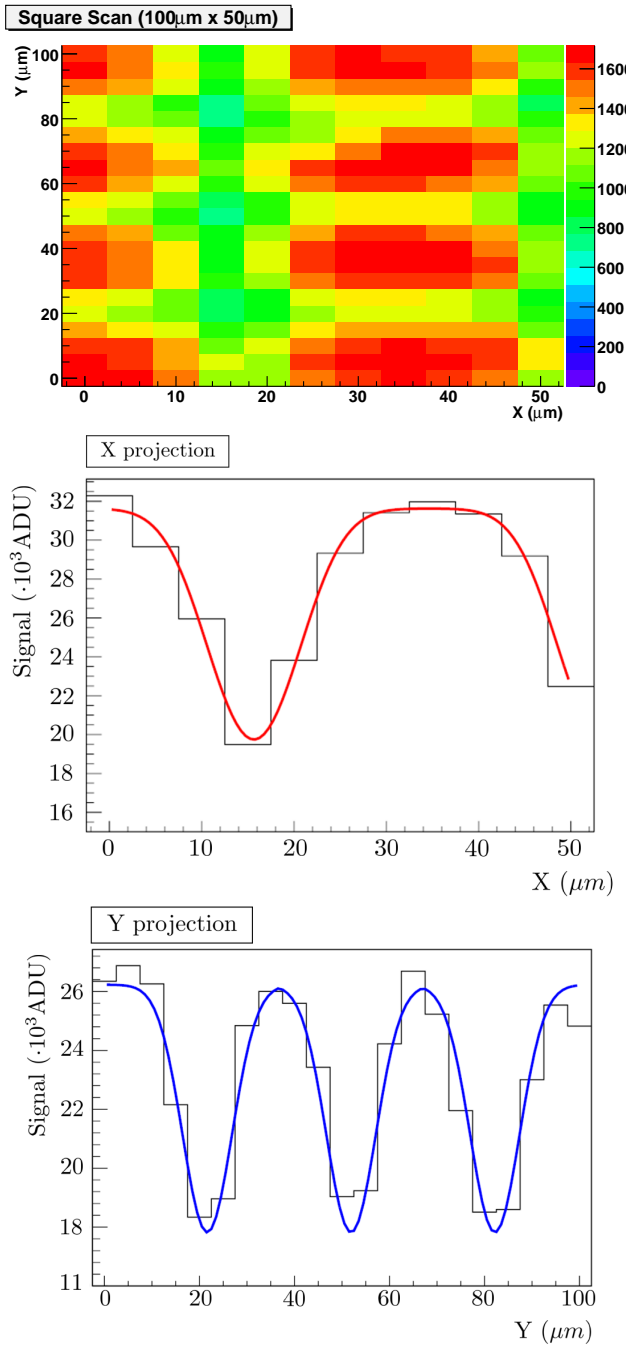 Square Scan (100μm x 50μm)
Y (μm)
100
80
60
40
20
0
0 10 20 30 40 50
X (μm)
1600
1400
1200
1000
800
600
400
200
0
X projection
Signal (·10³ADU)
32
30
28
26
24
22
20
18
16
0 10 20 30 40 50
X (μm)
Y projection
Signal (·10³ADU)
26
24
22
20
18
11
0 20 40 60 80 100
Y (μm)